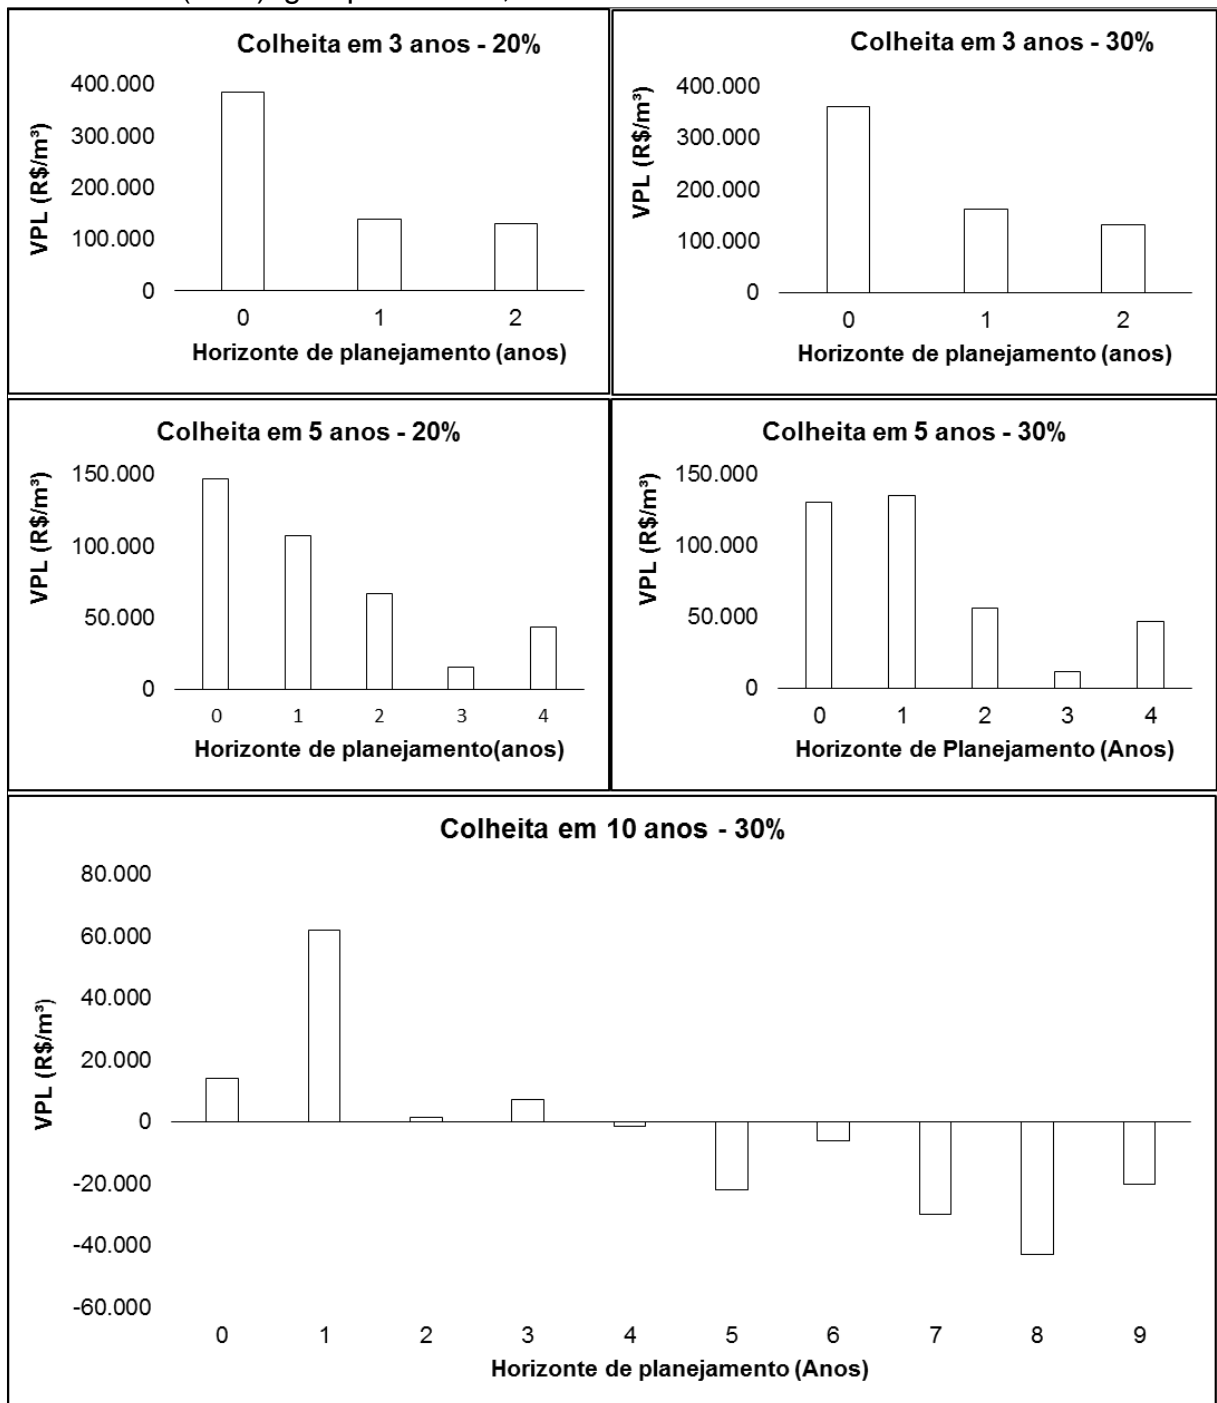 Colheita em 3 anos - 20%
VPL (R$/m³)
400.000
300.000
200.000
100.000
0
0 1 2
Horizonte de planejamento (anos)
Colheita em 3 anos - 30%
VPL (R$/m³)
400.000
300.000
200.000
100.000
0
0 1 2
Horizonte de planejamento (anos)
Colheita em 5 anos - 20%
VPL (R$/m³)
150.000
100.000
50.000
0
0 1 2 3 4
Horizonte de planejamento(anos)
Colheita em 5 anos - 30%
VPL (R$/m³)
150.000
100.000
50.000
0
0 1 2 3 4
Horizonte de Planejamento (Anos)
Colheita em 10 anos - 30%
VPL (R$/m³)
80.000
60.000
40.000
20.000
0
-20.000
-40.000
-60.000
0 1 2 3 4 5 6 7 8 9
Horizonte de planejamento (Anos)